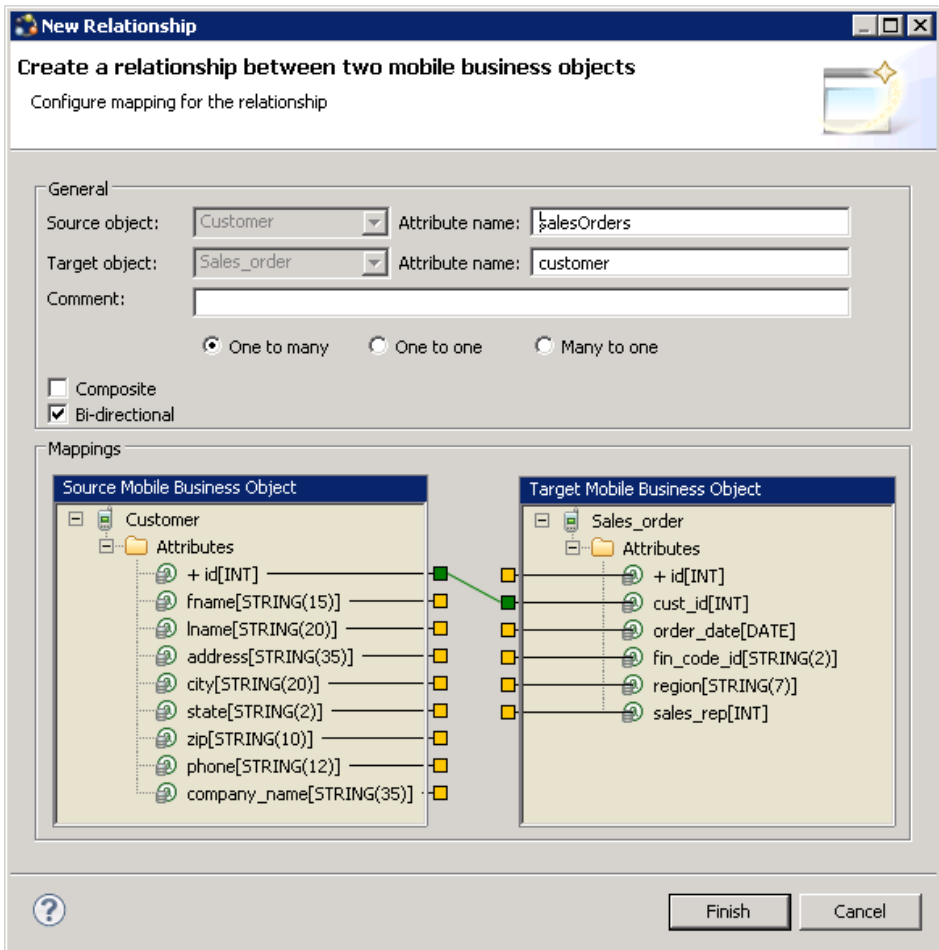 New Relationship
Create a relationship between two mobile business objects
Configure mapping for the relationship
General
Source object: Customer Attribute name: salesOrders
Target object: Sales_order Attribute name: customer
Comment:
One to many One to one Many to one
Composite
Bi-directional
Mappings
Source Mobile Business Object
Customer
Attributes
+ id[INT]
fname[STRING(15)]
lname[STRING(20)]
address[STRING(35)]
city[STRING(20)]
state[STRING(2)]
zip[STRING(10)]
phone[STRING(12)]
company_name[STRING(35)]
Target Mobile Business Object
Sales_order
Attributes
+ id[INT]
cust_id[INT]
order_date[DATE]
fin_code_id[STRING(2)]
region[STRING(7)]
sales_rep[INT]
?
Finish Cancel